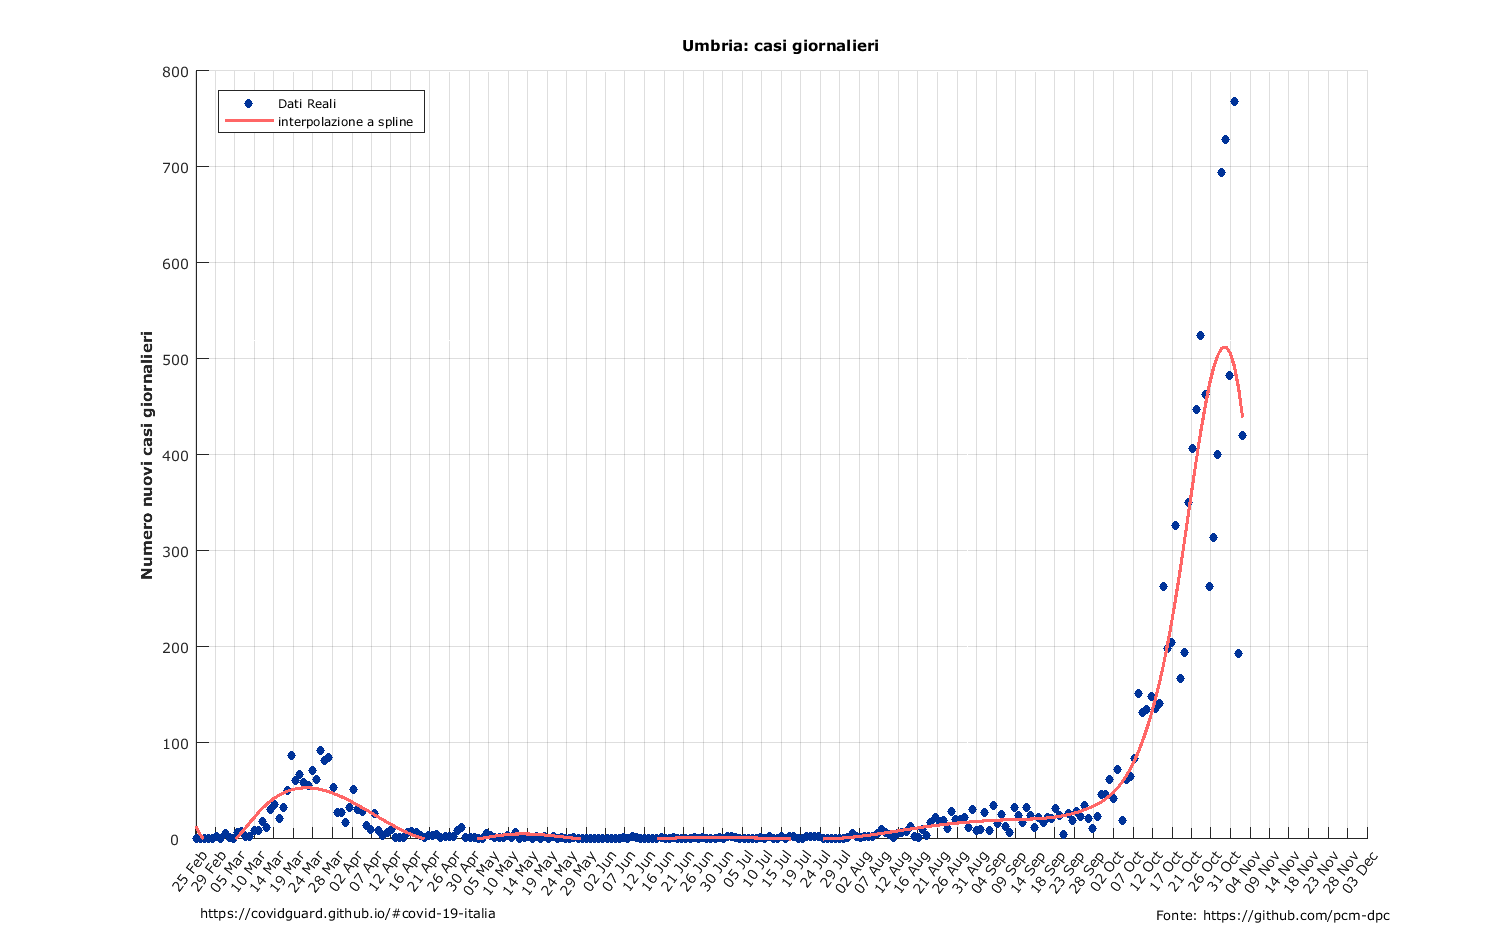 Umbria: casi giornalieri
Dati Reali
interpolazione a spline
Numero nuovi casi giornalieri
800
700
600
500
400
300
200
100
0
25 Feb
29 Feb
05 Mar
10 Mar
14 Mar
19 Mar
24 Mar
28 Mar
02 Apr
07 Apr
12 Apr
16 Apr
21 Apr
26 Apr
30 Apr
05 May
10 May
14 May
19 May
24 May
29 May
02 Jun
07 Jun
12 Jun
16 Jun
21 Jun
26 Jun
30 Jun
05 Jul
10 Jul
15 Jul
19 Jul
24 Jul
29 Jul
02 Aug
07 Aug
12 Aug
16 Aug
21 Aug
26 Aug
31 Aug
04 Sep
09 Sep
14 Sep
18 Sep
23 Sep
28 Sep
02 Oct
07 Oct
12 Oct
17 Oct
21 Oct
26 Oct
31 Oct
04 Nov
09 Nov
14 Nov
18 Nov
23 Nov
28 Nov
03 Dec
https://covidguard.github.io/#covid-19-italia
Fonte: https://github.com/pcm-dpc